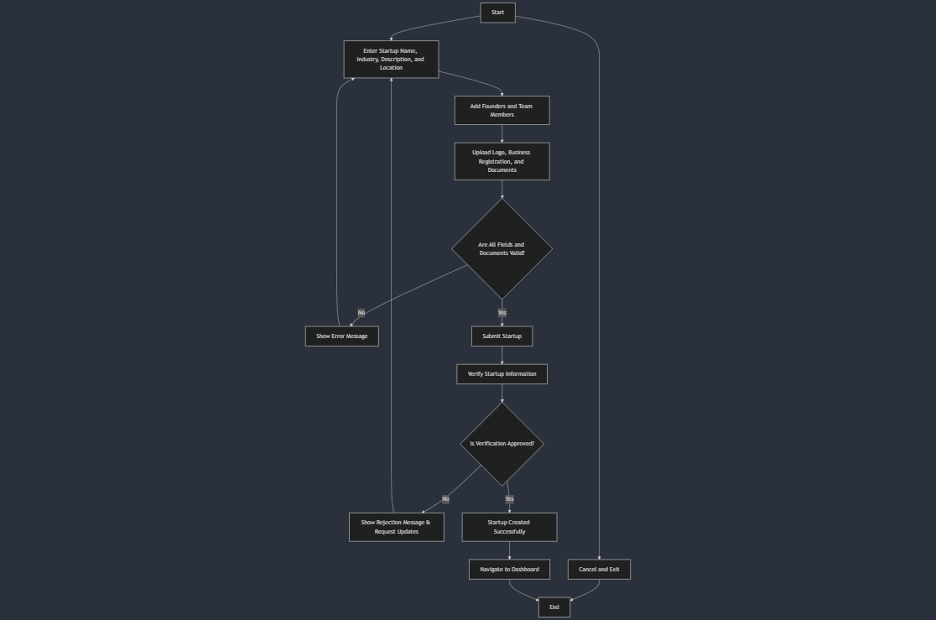 Start
Enter Startup Name,
Industry, Description, and
Location
Add Founders and Team
Members
Upload Logo, Business
Registration, and
Documents
Are All Fields and
Documents Valid?
No
Yes
Show Error Message
Submit Startup
Verify Startup Information
Is Verification Approved?
No
Yes
Show Rejection Message &
Request Updates
Startup Created
Successfully
Navigate to Dashboard
Cancel and Exit
End